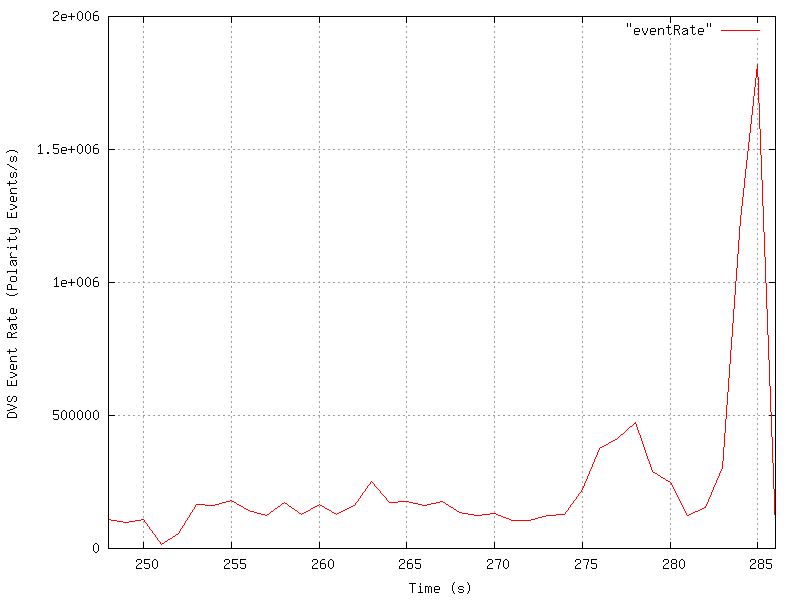 2e+006
"eventRate"
1.5e+006
1e+006
500000
0
DVS Event Rate (Polarity Events/s)
250 255 260 265 270 275 280 285
Time (s)